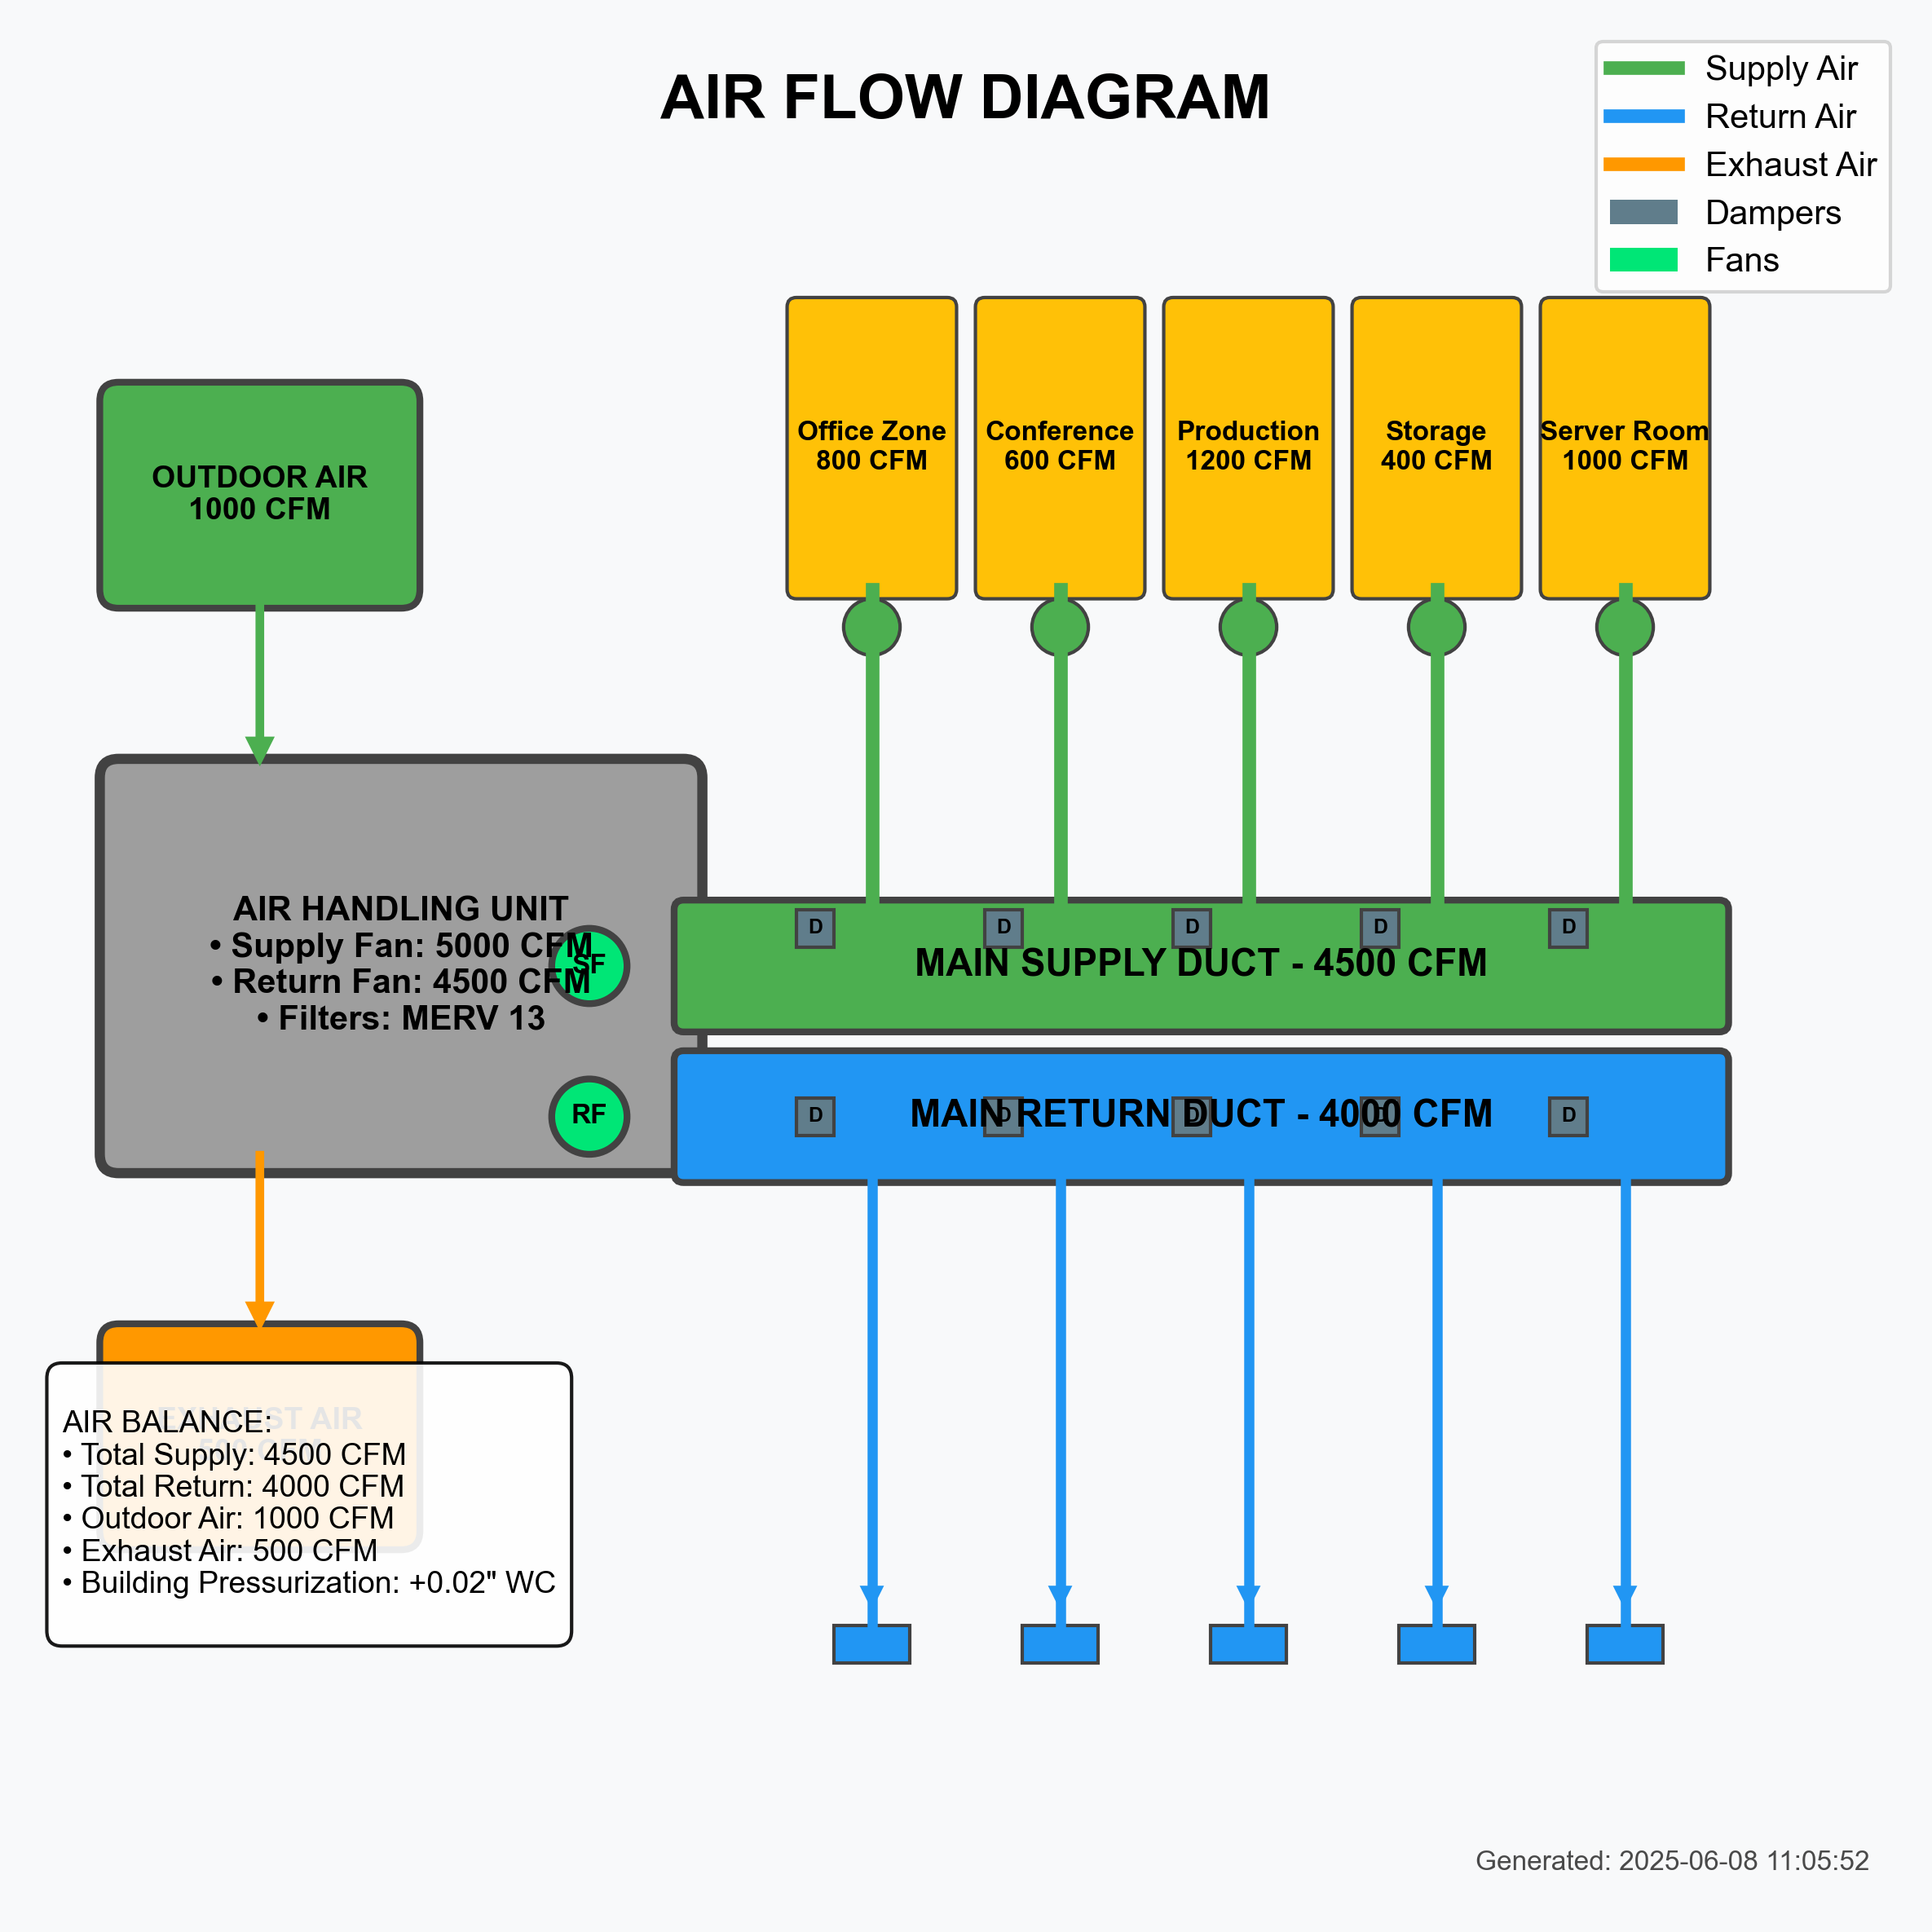 AIR FLOW DIAGRAM
Supply Air
Return Air
Exhaust Air
Dampers
Fans
Office Zone
800 CFM
Conference
600 CFM
Production
1200 CFM
Storage
400 CFM
Server Room
1000 CFM
OUTDOOR AIR
1000 CFM
AIR HANDLING UNIT
• Supply Fan: 5000 CFM
• Return Fan: 4500 CFM
• Filters: MERV 13
SF
RF
D
D
D
D
D
MAIN SUPPLY DUCT - 4500 CFM
MAIN RETURN DUCT - 4000 CFM
D
D
D
D
D
EXHAUST AIR
500 CFM
AIR BALANCE:
• Total Supply: 4500 CFM
• Total Return: 4000 CFM
• Outdoor Air: 1000 CFM
• Exhaust Air: 500 CFM
• Building Pressurization: +0.02" WC
Generated: 2025-06-08 11:05:52